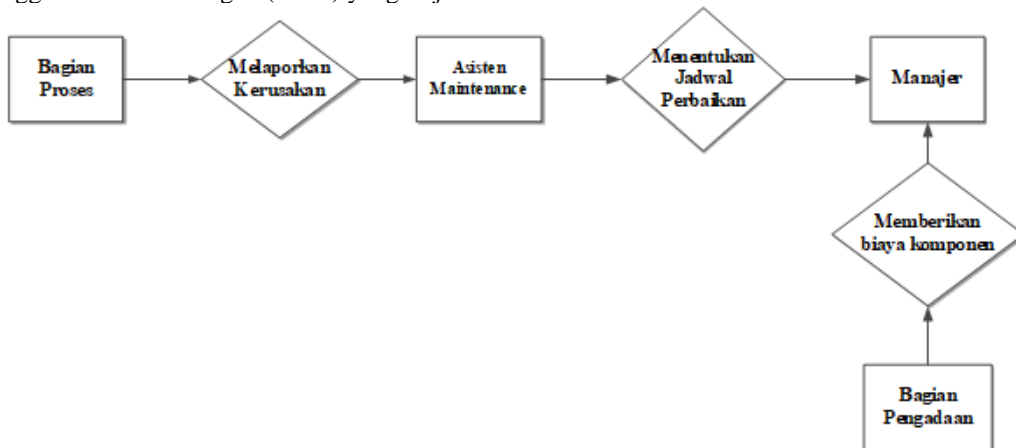 Bagian
Proses
Melaporkan
Kerusakan
Asisten
Maintenance
Menentukan
Jadwal
Perbaikan
Manajer
Memberikan
biaya komponen
Bagian
Pengadaan